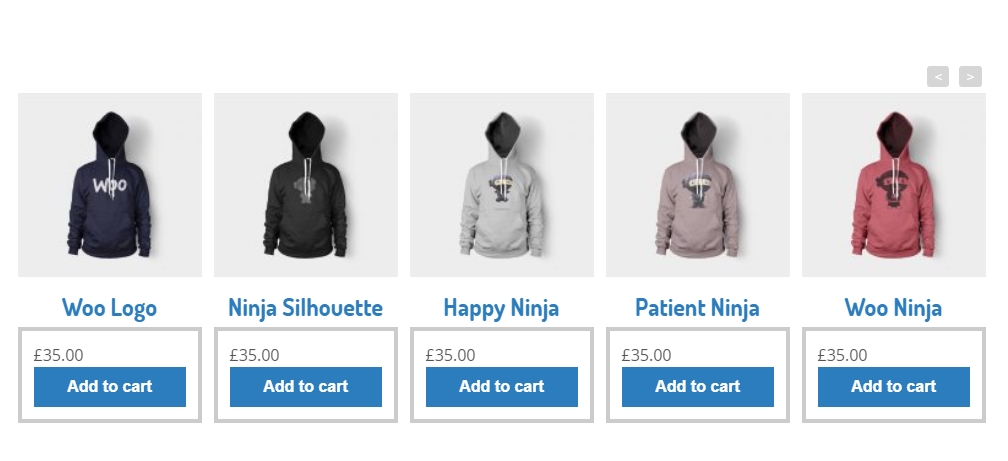 < >
Woo
Woo Logo
Ninja Silhouette
Happy Ninja
Patient Ninja
Woo Ninja
£35.00
£35.00
£35.00
£35.00
£35.00
Add to cart
Add to cart
Add to cart
Add to cart
Add to cart